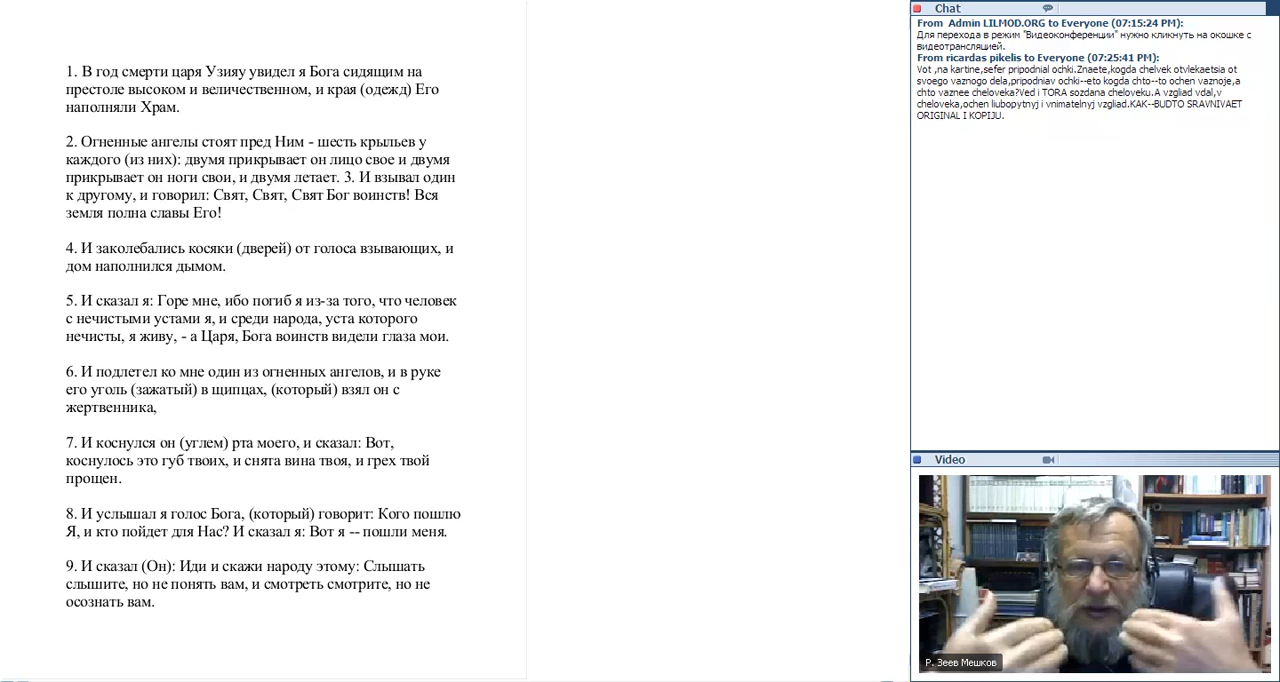 1. В год смерти царя Узияу увидел я Бога сидящим на
престоле высоком и величественном, и края (одежд) Его
наполняли Храм.
2. Огненные ангелы стоят пред Ним - шесть крыльев у
каждого (из них): двумя прикрывает он лицо свое и двумя
прикрывает он ноги свои, и двумя летает. 3. И взывал один
к другому, и говорил: Свят, Свят, Свят Бог воинств! Вся
земля полна славы Его!
4. И заколебались косяки (дверей) от голоса взывающих, и
дом наполнился дымом.
5. И сказал я: Горе мне, ибо погиб я из-за того, что человек
с нечистыми устами я, и среди народа, уста которого
нечисты, я живу, - а Царя, Бога воинств видели глаза мои.
6. И подлетел ко мне один из огненных ангелов, и в руке
его уголь (зажатый) в щипцах, (который) взял он с
жертвенника,
7. И коснулся он (углем) рта моего, и сказал: Вот,
коснулось это губ твоих, и снята вина твоя, и грех твой
прощен.
8. И услышал я голос Бога, (который) говорит: Кого пошлю
Я, и кто пойдет для Нас? И сказал я: Вот я -- пошли меня.
9. И сказал (Он): Иди и скажи народу этому: Слышать
слышите, но не понять вам, и смотреть смотрите, но не
осознать вам.
Chat
From Admin LILMOD.ORG to Everyone (07:15:24 PM):
Для перехода в режим "Видеоконференции" нужно кликнуть на окошке с
видеотрансляцией.
From ricardas pikelis to Everyone (07:25:41 PM):
Vot ,na kartine,sefer pripodnial ochki.Znaete,kogda chelvek otvlekaetsia ot
svoego vaznogo dela,pripodniav ochki--eto kogda chto--to ochen vaznoje,a
chto vaznee cheloveka?Ved i TORA sozdana cheloveku.A vzgliad vdal,v
cheloveka,ochen liubopytnyj i vnimatelnyj vzgliad.KAK--BUDTO SRAVNIVAET
ORIGINAL I KOPIJU.
Video
Р. Зеев Мешков